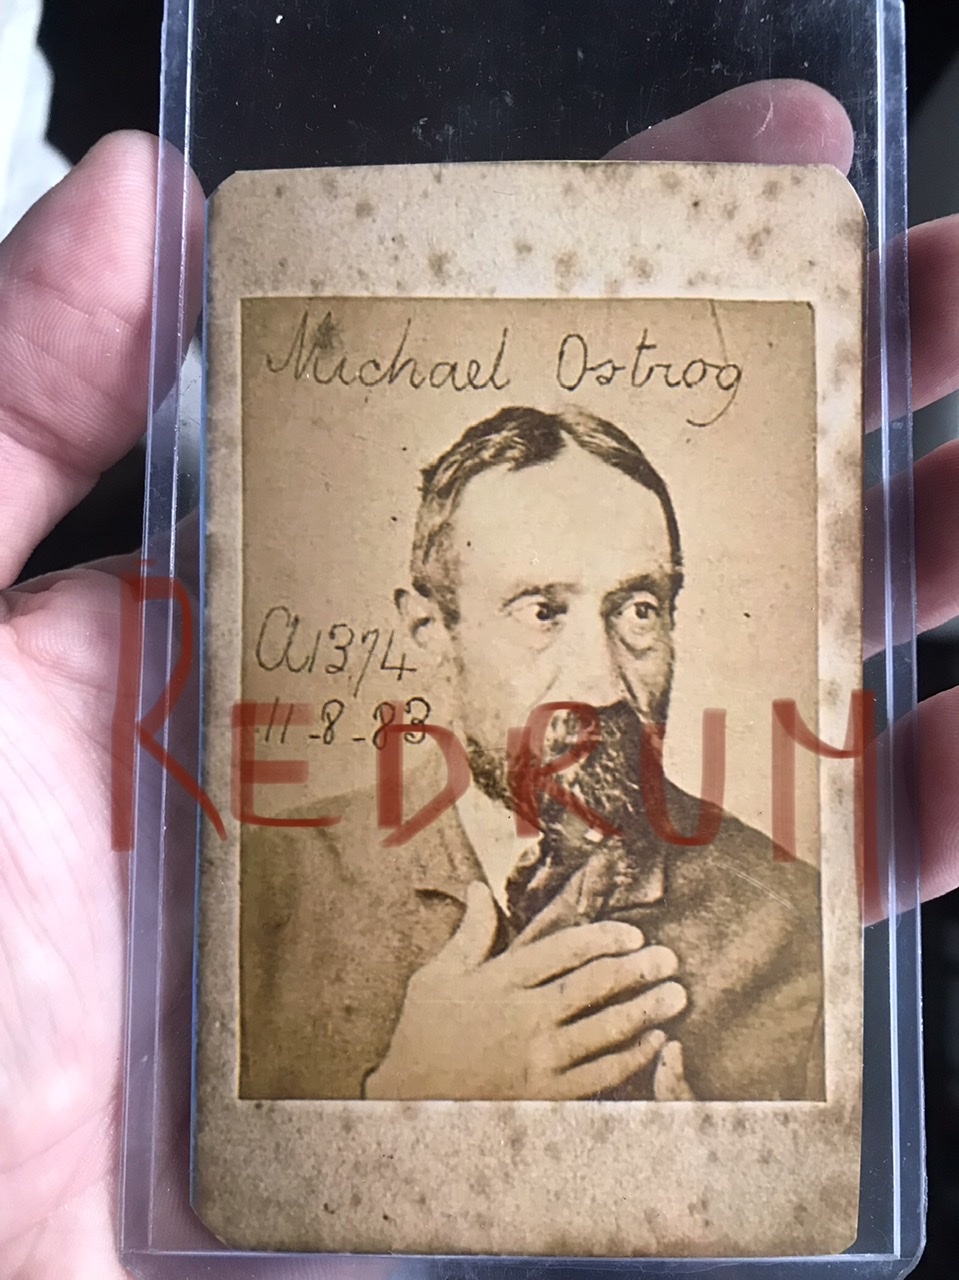 Michael Ostrog
A1374
11-8-83
REDRUM